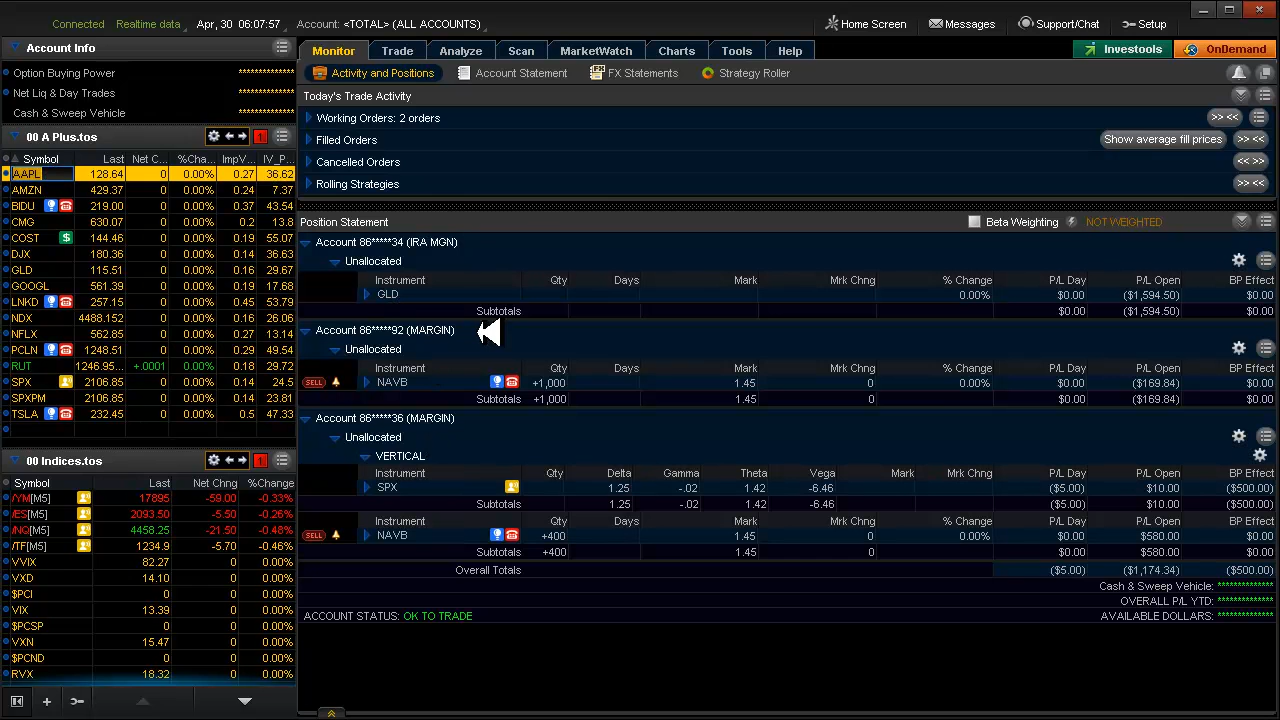 Connected Realtime data Apr, 30 06:07:57 Account: <TOTAL> (ALL ACCOUNTS) Home Screen Messages Support/Chat Setup
Account Info
Option Buying Power *************
Net Liq & Day Trades *************
Cash & Sweep Vehicle *************
00 A Plus.tos 1
Symbol Last Net C... %Cha... ImpV... IV_P...
AAPL 128.64 0 0.00% 0.27 36.62
AMZN 429.37 0 0.00% 0.24 7.37
BIDU 219.00 0 0.00% 0.37 43.54
CMG 630.07 0 0.00% 0.2 13.8
COST $ 144.46 0 0.00% 0.19 55.07
DJX 180.36 0 0.00% 0.14 36.63
GLD 115.51 0 0.00% 0.16 29.67
GOOGL 561.39 0 0.00% 0.19 17.68
LNKD 257.15 0 0.00% 0.45 53.79
NDX 4488.152 0 0.00% 0.16 26.06
NFLX 562.85 0 0.00% 0.27 13.14
PCLN 1248.51 0 0.00% 0.29 49.54
RUT 1246.95... +.0001 0.00% 0.18 29.72
SPX 2106.85 0 0.00% 0.14 24.5
SPXPM 2106.85 0 0.00% 0.14 23.81
TSLA 232.45 0 0.00% 0.5 47.33
00 Indices.tos 1
Symbol Last Net Chng %Change
/YM[M5] 17895 -59.00 -0.33%
/ES[M5] 2093.50 -5.50 -0.26%
/NQ[M5] 4458.25 -21.50 -0.48%
/TF[M5] 1234.9 -5.70 -0.46%
VVIX 82.27 0 0.00%
VXD 14.10 0 0.00%
$PCI 0 0.00%
VIX 13.39 0 0.00%
$PCSP 0 0.00%
VXN 15.47 0 0.00%
$PCND 0 0.00%
RVX 18.32 0 0.00%
Monitor Trade Analyze Scan MarketWatch Charts Tools Help Investools OnDemand
Activity and Positions Account Statement FX Statements Strategy Roller
Today's Trade Activity
Working Orders: 2 orders >> <<
Filled Orders Show average fill prices >> <<
Cancelled Orders << >>
Rolling Strategies >> <<
Position Statement Beta Weighting NOT WEIGHTED
Account 86*****34 (IRA MGN)
Unallocated
Instrument Qty Days Mark Mrk Chng % Change P/L Day P/L Open BP Effect
GLD 0.00% $0.00 ($1,594.50) $0.00
Subtotals $0.00 ($1,594.50) $0.00
Account 86*****92 (MARGIN)
Unallocated
Instrument Qty Days Mark Mrk Chng % Change P/L Day P/L Open BP Effect
SELL NAVB +1,000 1.45 0 0.00% $0.00 ($169.84) $0.00
Subtotals +1,000 1.45 0 $0.00 ($169.84) $0.00
Account 86*****36 (MARGIN)
Unallocated
VERTICAL
Instrument Qty Delta Gamma Theta Vega Mark Mrk Chng P/L Day P/L Open BP Effect
SPX 1.25 -.02 1.42 -6.46 ($5.00) $10.00 ($500.00)
Subtotals 1.25 -.02 1.42 -6.46 ($5.00) $10.00 ($500.00)
Instrument Qty Days Mark Mrk Chng % Change P/L Day P/L Open BP Effect
SELL NAVB +400 1.45 0 0.00% $0.00 $580.00 $0.00
Subtotals +400 1.45 0 $0.00 $580.00 $0.00
Overall Totals ($5.00) ($1,174.34) ($500.00)
Cash & Sweep Vehicle: *************
OVERALL P/L YTD: *************
ACCOUNT STATUS: OK TO TRADE AVAILABLE DOLLARS: *************